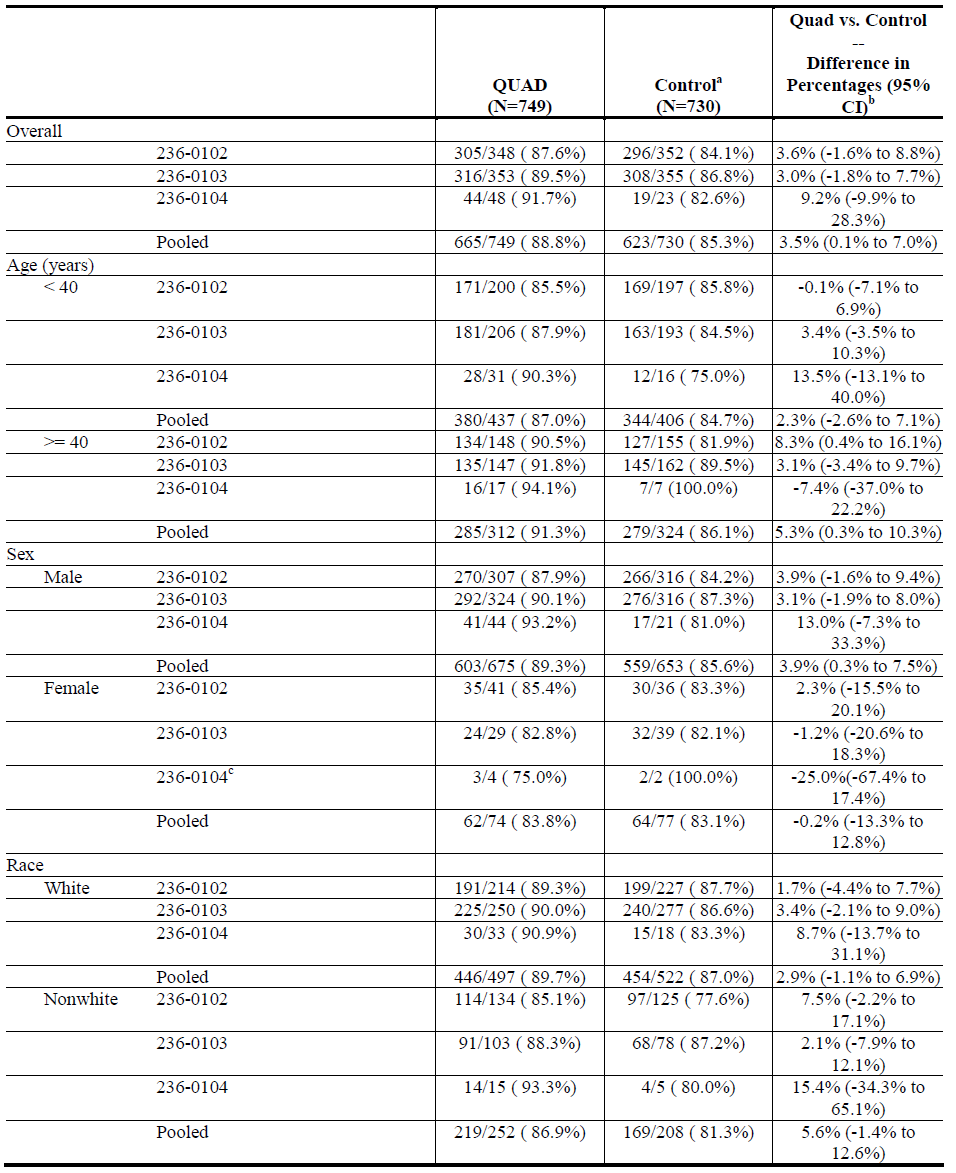 Quad vs. Control
--
Difference in
QUAD Controlᵃ Percentages (95%
(N=749) (N=730) CI)ᵇ
Overall
236-0102 305/348 ( 87.6%) 296/352 ( 84.1%) 3.6% (-1.6% to 8.8%)
236-0103 316/353 ( 89.5%) 308/355 ( 86.8%) 3.0% (-1.8% to 7.7%)
236-0104 44/48 ( 91.7%) 19/23 ( 82.6%) 9.2% (-9.9% to
28.3%)
Pooled 665/749 ( 88.8%) 623/730 ( 85.3%) 3.5% (0.1% to 7.0%)
Age (years)
< 40 236-0102 171/200 ( 85.5%) 169/197 ( 85.8%) -0.1% (-7.1% to
6.9%)
236-0103 181/206 ( 87.9%) 163/193 ( 84.5%) 3.4% (-3.5% to
10.3%)
236-0104 28/31 ( 90.3%) 12/16 ( 75.0%) 13.5% (-13.1% to
40.0%)
Pooled 380/437 ( 87.0%) 344/406 ( 84.7%) 2.3% (-2.6% to 7.1%)
>= 40 236-0102 134/148 ( 90.5%) 127/155 ( 81.9%) 8.3% (0.4% to 16.1%)
236-0103 135/147 ( 91.8%) 145/162 ( 89.5%) 3.1% (-3.4% to 9.7%)
236-0104 16/17 ( 94.1%) 7/7 (100.0%) -7.4% (-37.0% to
22.2%)
Pooled 285/312 ( 91.3%) 279/324 ( 86.1%) 5.3% (0.3% to 10.3%)
Sex
Male 236-0102 270/307 ( 87.9%) 266/316 ( 84.2%) 3.9% (-1.6% to 9.4%)
236-0103 292/324 ( 90.1%) 276/316 ( 87.3%) 3.1% (-1.9% to 8.0%)
236-0104 41/44 ( 93.2%) 17/21 ( 81.0%) 13.0% (-7.3% to
33.3%)
Pooled 603/675 ( 89.3%) 559/653 ( 85.6%) 3.9% (0.3% to 7.5%)
Female 236-0102 35/41 ( 85.4%) 30/36 ( 83.3%) 2.3% (-15.5% to
20.1%)
236-0103 24/29 ( 82.8%) 32/39 ( 82.1%) -1.2% (-20.6% to
18.3%)
236-0104ᶜ 3/4 ( 75.0%) 2/2 (100.0%) -25.0%(-67.4% to
17.4%)
Pooled 62/74 ( 83.8%) 64/77 ( 83.1%) -0.2% (-13.3% to
12.8%)
Race
White 236-0102 191/214 ( 89.3%) 199/227 ( 87.7%) 1.7% (-4.4% to 7.7%)
236-0103 225/250 ( 90.0%) 240/277 ( 86.6%) 3.4% (-2.1% to 9.0%)
236-0104 30/33 ( 90.9%) 15/18 ( 83.3%) 8.7% (-13.7% to
31.1%)
Pooled 446/497 ( 89.7%) 454/522 ( 87.0%) 2.9% (-1.1% to 6.9%)
Nonwhite 236-0102 114/134 ( 85.1%) 97/125 ( 77.6%) 7.5% (-2.2% to
17.1%)
236-0103 91/103 ( 88.3%) 68/78 ( 87.2%) 2.1% (-7.9% to
12.1%)
236-0104 14/15 ( 93.3%) 4/5 ( 80.0%) 15.4% (-34.3% to
65.1%)
Pooled 219/252 ( 86.9%) 169/208 ( 81.3%) 5.6% (-1.4% to
12.6%)